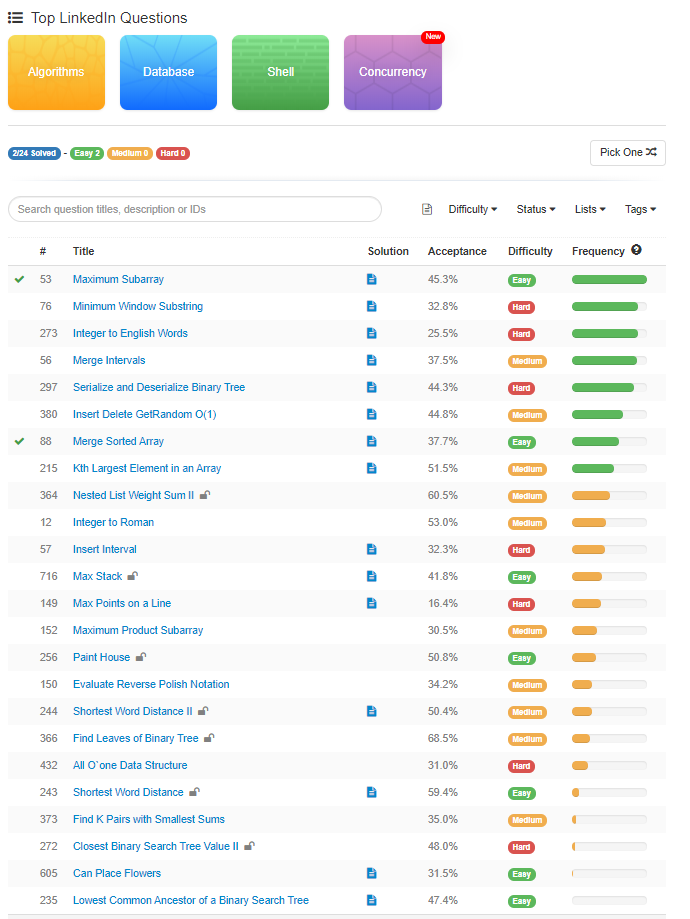 Top LinkedIn Questions
Algorithms Database Shell Concurrency New
2/24 Solved - Easy 2 Medium 0 Hard 0 Pick One
Search question titles, description or IDs Difficulty Status Lists Tags
# Title Solution Acceptance Difficulty Frequency
53 Maximum Subarray 45.3% Easy
76 Minimum Window Substring 32.8% Hard
273 Integer to English Words 25.5% Hard
56 Merge Intervals 37.5% Medium
297 Serialize and Deserialize Binary Tree 44.3% Hard
380 Insert Delete GetRandom O(1) 44.8% Medium
88 Merge Sorted Array 37.7% Easy
215 Kth Largest Element in an Array 51.5% Medium
364 Nested List Weight Sum II 60.5% Medium
12 Integer to Roman 53.0% Medium
57 Insert Interval 32.3% Hard
716 Max Stack 41.8% Easy
149 Max Points on a Line 16.4% Hard
152 Maximum Product Subarray 30.5% Medium
256 Paint House 50.8% Easy
150 Evaluate Reverse Polish Notation 34.2% Medium
244 Shortest Word Distance II 50.4% Medium
366 Find Leaves of Binary Tree 68.5% Medium
432 All O`one Data Structure 31.0% Hard
243 Shortest Word Distance 59.4% Easy
373 Find K Pairs with Smallest Sums 35.0% Medium
272 Closest Binary Search Tree Value II 48.0% Hard
605 Can Place Flowers 31.5% Easy
235 Lowest Common Ancestor of a Binary Search Tree 47.4% Easy